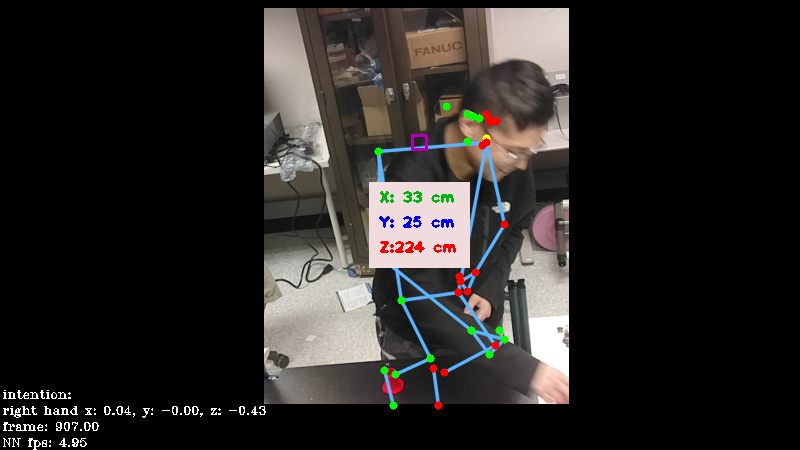 FANUC
X: 33 cm
Y: 25 cm
Z:224 cm
intention:
right hand x: 0.04, y: -0.00, z: -0.43
frame: 907.00
NN fps: 4.95